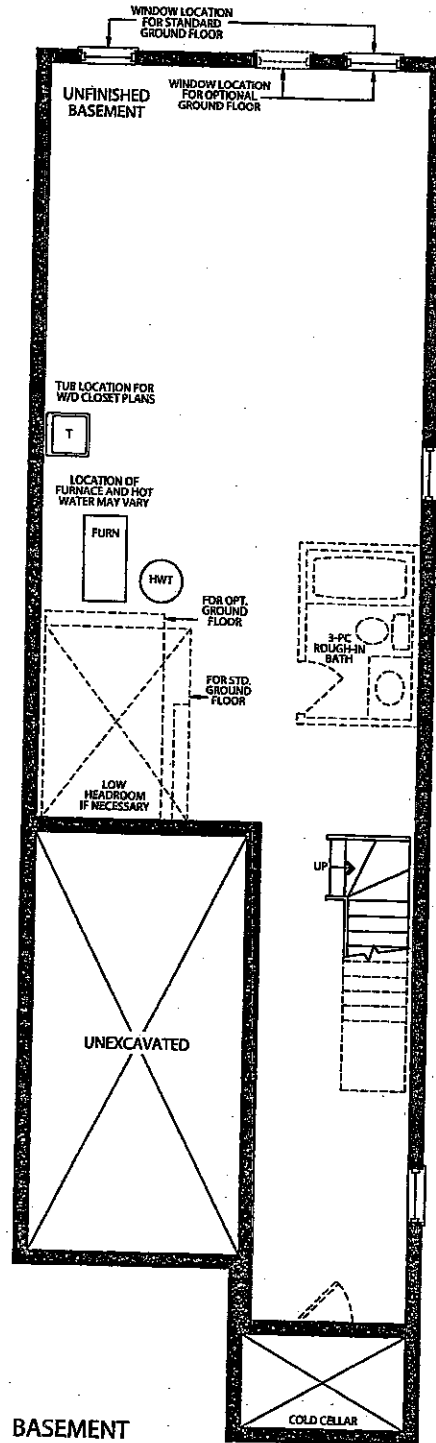 WINDOW LOCATION
FOR STANDARD
GROUND FLOOR
UNFINISHED
BASEMENT
WINDOW LOCATION
FOR OPTIONAL
GROUND FLOOR
TUB LOCATION FOR
W/D CLOSET PLANS
T
LOCATION OF
FURNACE AND HOT
WATER MAY VARY
FURN
HWT
FOR OPT.
GROUND
FLOOR
3-PC
ROUGH-IN
BATH
FOR STD.
GROUND
FLOOR
LOW
HEADROOM
IF NECESSARY
UP
UNEXCAVATED
COLD CELLAR
BASEMENT